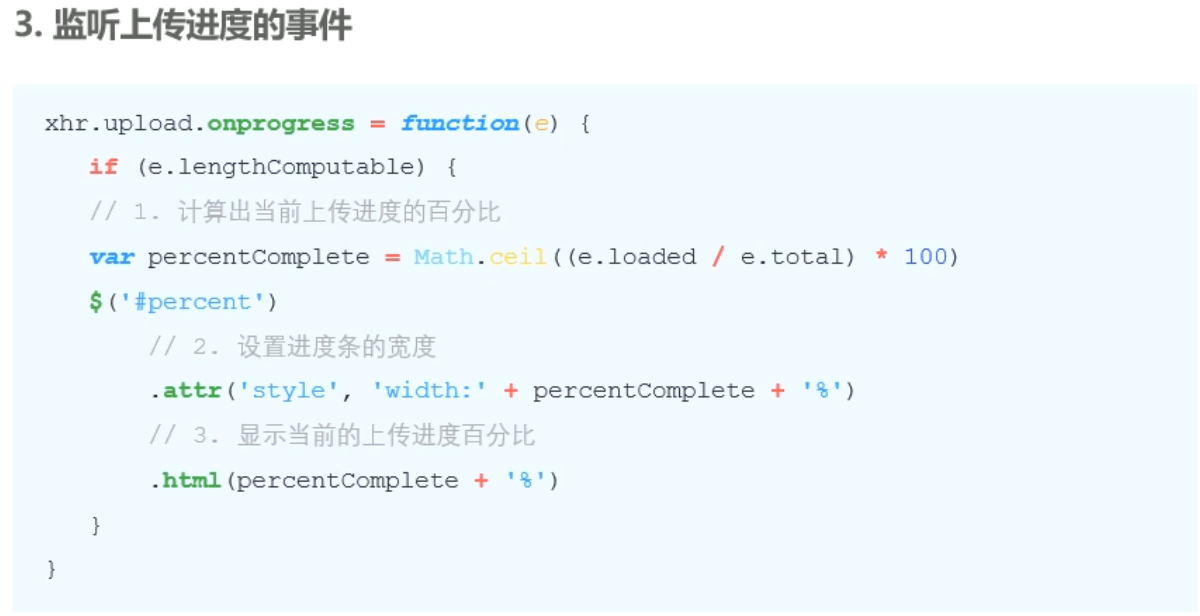 3. 监听上传进度的事件
xhr.upload.onprogress = function(e) {
if (e.lengthComputable) {
// 1. 计算出当前上传进度的百分比
var percentComplete = Math.ceil((e.loaded / e.total) * 100)
$('#percent')
// 2. 设置进度条的宽度
.attr('style', 'width:' + percentComplete + '%')
// 3. 显示当前的上传进度百分比
.html(percentComplete + '%')
}
}